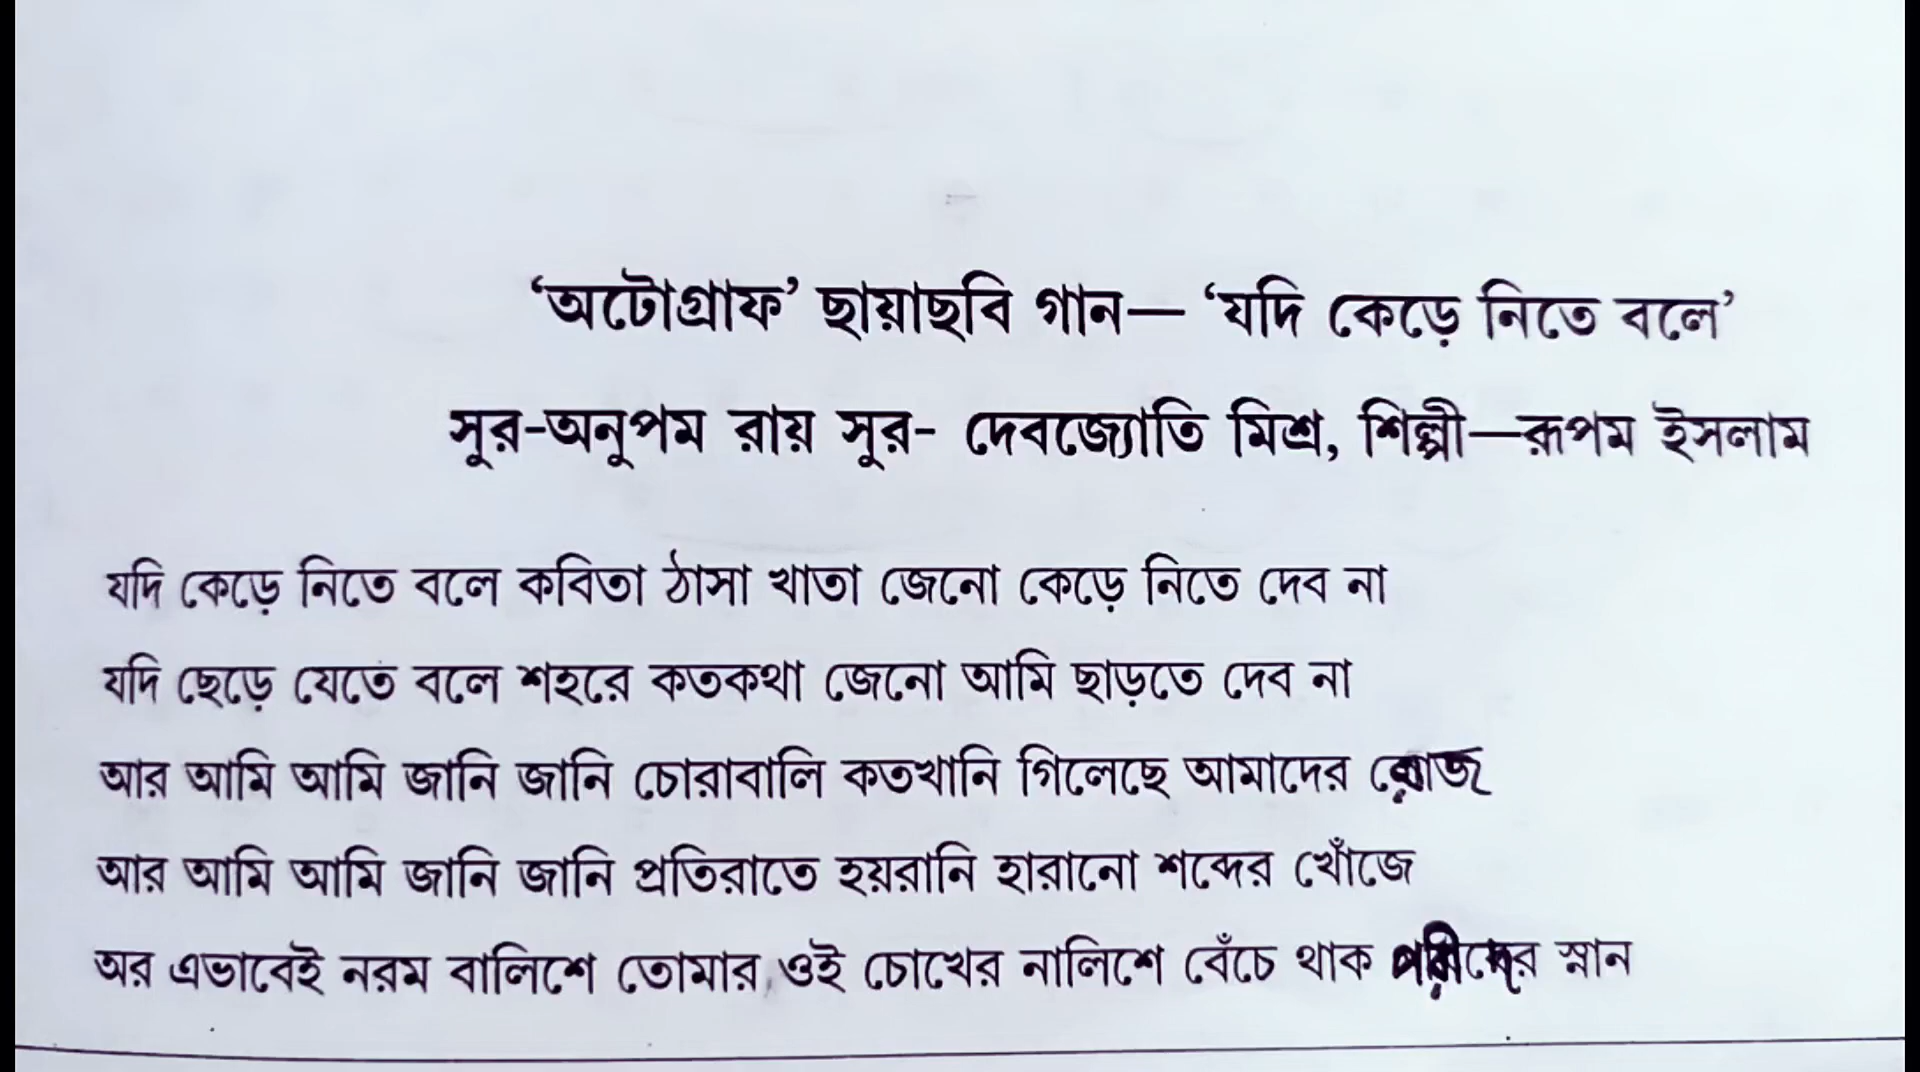 ‘অটোগ্রাফ’ ছায়াছবি গান— ‘যদি কেড়ে নিতে বলে’
সুর-অনুপম রায় সুর- দেবজ্যোতি মিশ্র, শিল্পী—রূপম ইসলাম
যদি কেড়ে নিতে বলে কবিতা ঠাসা খাতা জেনো কেড়ে নিতে দেব না
যদি ছেড়ে যেতে বলে শহরে কতকথা জেনো আমি ছাড়তে দেব না
আর আমি আমি জানি জানি চোরাবালি কতখানি গিলেছে আমাদের রোজ
আর আমি আমি জানি জানি প্রতিরাতে হয়রানি হারানো শব্দের খোঁজে
অর এভাবেই নরম বালিশে তোমার ওই চোখের নালিশে বেঁচে থাক পরীদের স্নান